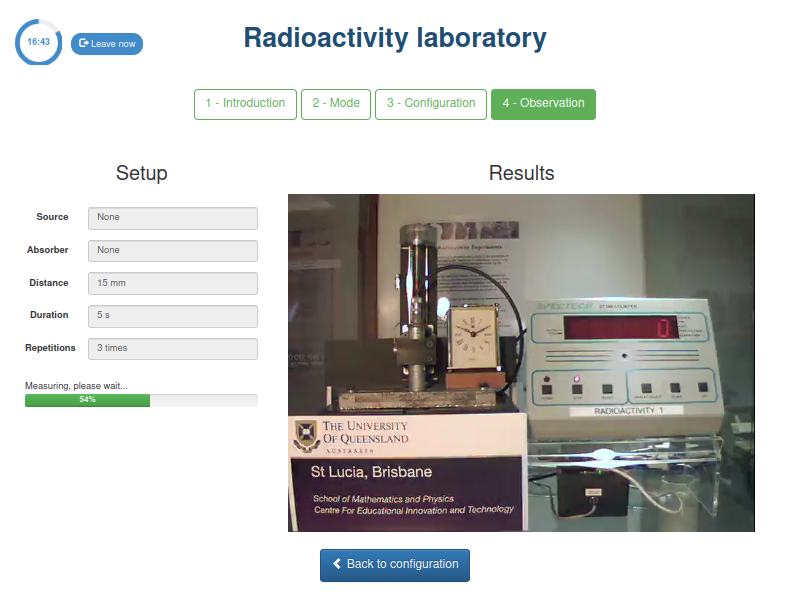 16:43
Leave now
Radioactivity laboratory
1 - Introduction
2 - Mode
3 - Configuration
4 - Observation
Setup
Source
None
Absorber
None
Distance
15 mm
Duration
5 s
Repetitions
3 times
Measuring, please wait...
54%
Results
Radioactivity Experiments
SPECTECH
0
RADIOACTIVITY 1
THE UNIVERSITY
OF QUEENSLAND
AUSTRALIA
St Lucia, Brisbane
School of Mathematics and Physics
Centre For Educational Innovation and Technology
Back to configuration